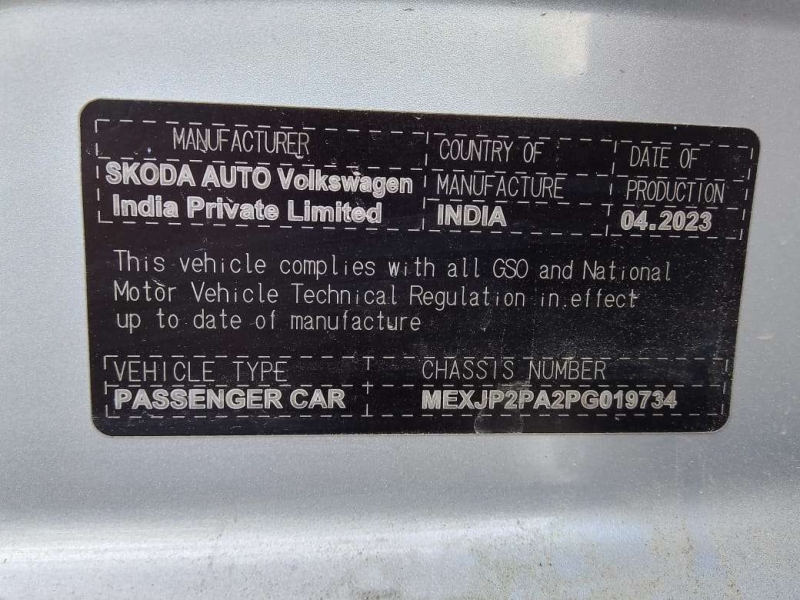 MANUFACTURER
SKODA AUTO Volkswagen
India Private Limited
COUNTRY OF
MANUFACTURE
INDIA
DATE OF
PRODUCTION
04.2023
This vehicle complies with all GSO and National
Motor Vehicle Technical Regulation in effect
up to date of manufacture
VEHICLE TYPE
PASSENGER CAR
CHASSIS NUMBER
MEXJP2PA2PG019734